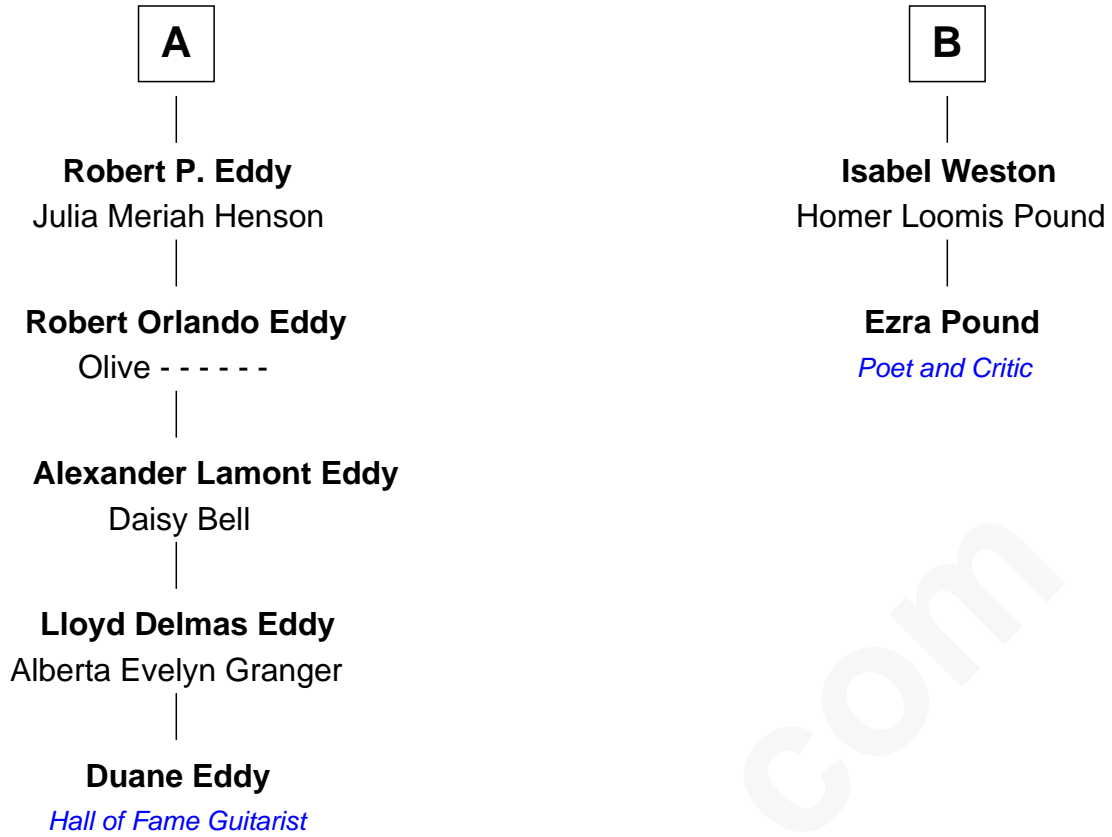 A
Robert P. Eddy
Julia Meriah Henson
Robert Orlando Eddy
Olive - - - - - -
Alexander Lamont Eddy
Daisy Bell
Lloyd Delmas Eddy
Alberta Evelyn Granger
Duane Eddy
Hall of Fame Guitarist
B
Isabel Weston
Homer Loomis Pound
Ezra Pound
Poet and Critic
com